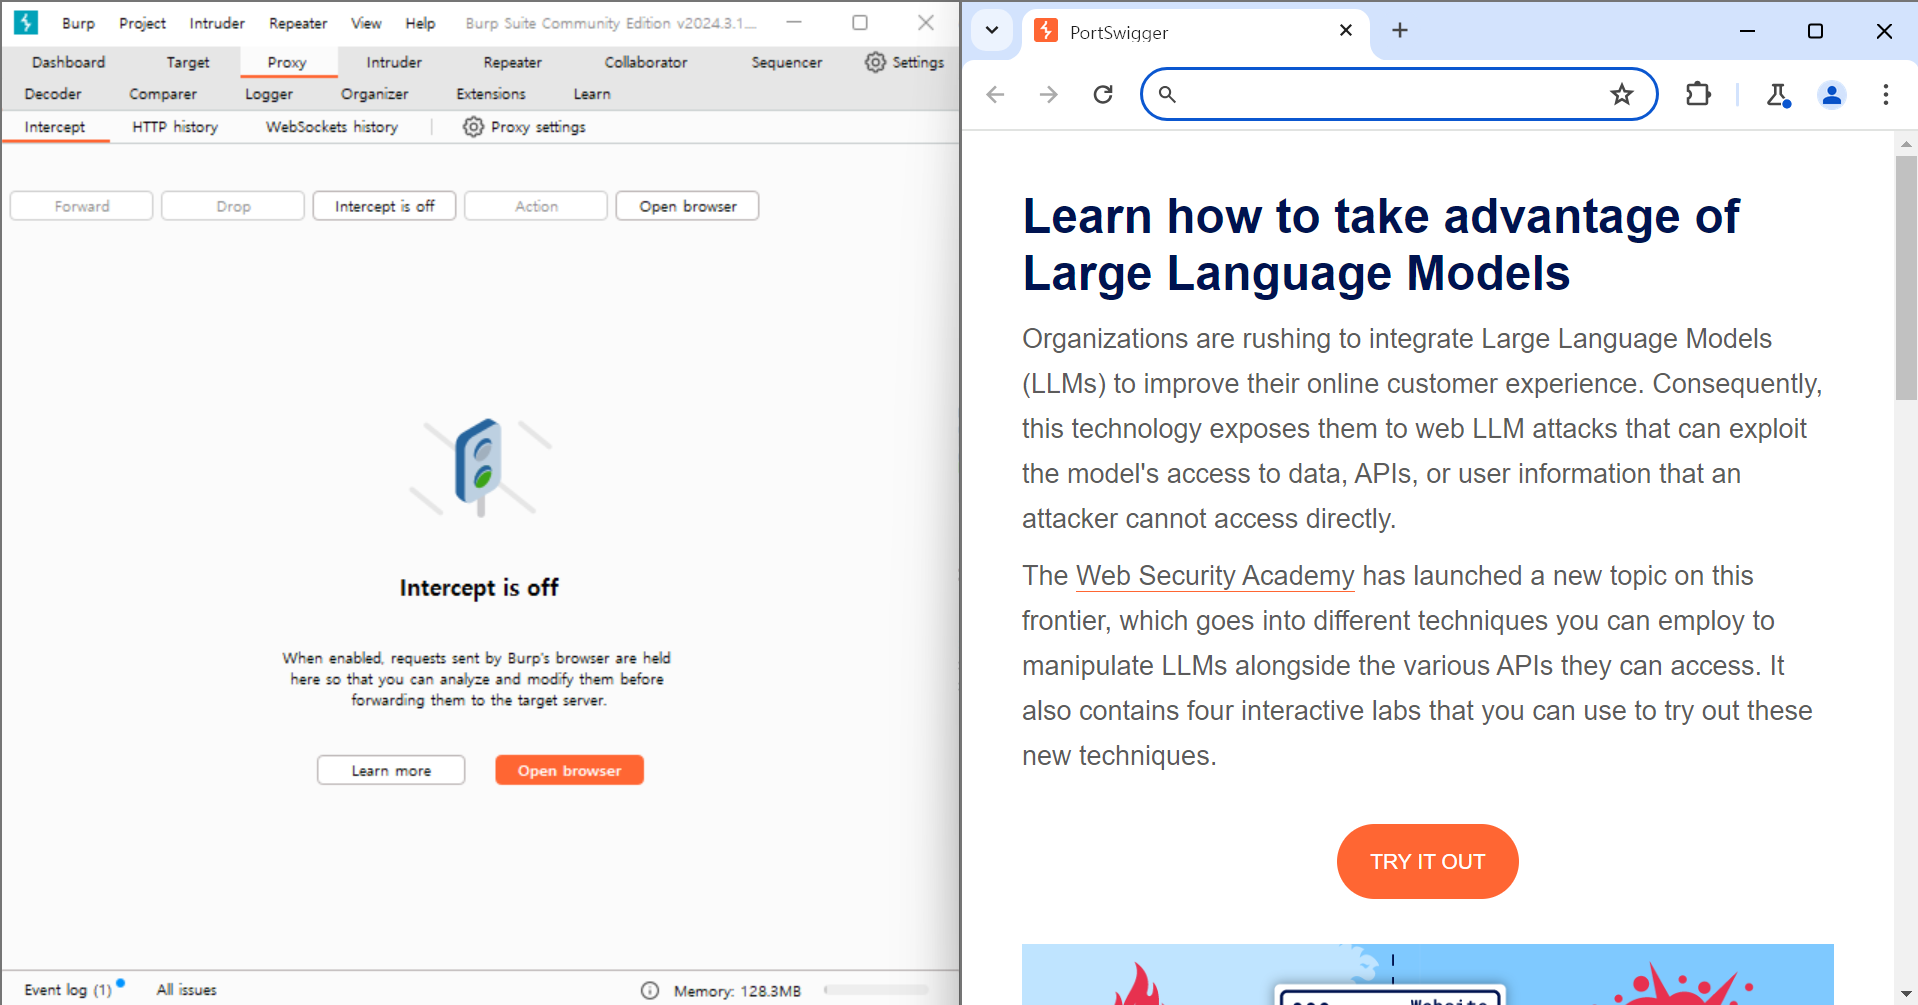 Burp Project Intruder Repeater View Help Burp Suite Community Edition v2024.3.1....
Dashboard Target Proxy Intruder Repeater Collaborator Sequencer Settings
Decoder Comparer Logger Organizer Extensions Learn
Intercept HTTP history WebSockets history Proxy settings
Forward Drop Intercept is off Action Open browser
Intercept is off
When enabled, requests sent by Burp's browser are held
here so that you can analyze and modify them before
forwarding them to the target server.
Learn more Open browser
Event log (1) All issues Memory: 128.3MB
PortSwigger
Learn how to take advantage of
Large Language Models
Organizations are rushing to integrate Large Language Models
(LLMs) to improve their online customer experience. Consequently,
this technology exposes them to web LLM attacks that can exploit
the model's access to data, APIs, or user information that an
attacker cannot access directly.
The Web Security Academy has launched a new topic on this
frontier, which goes into different techniques you can employ to
manipulate LLMs alongside the various APIs they can access. It
also contains four interactive labs that you can use to try out these
new techniques.
TRY IT OUT
Website